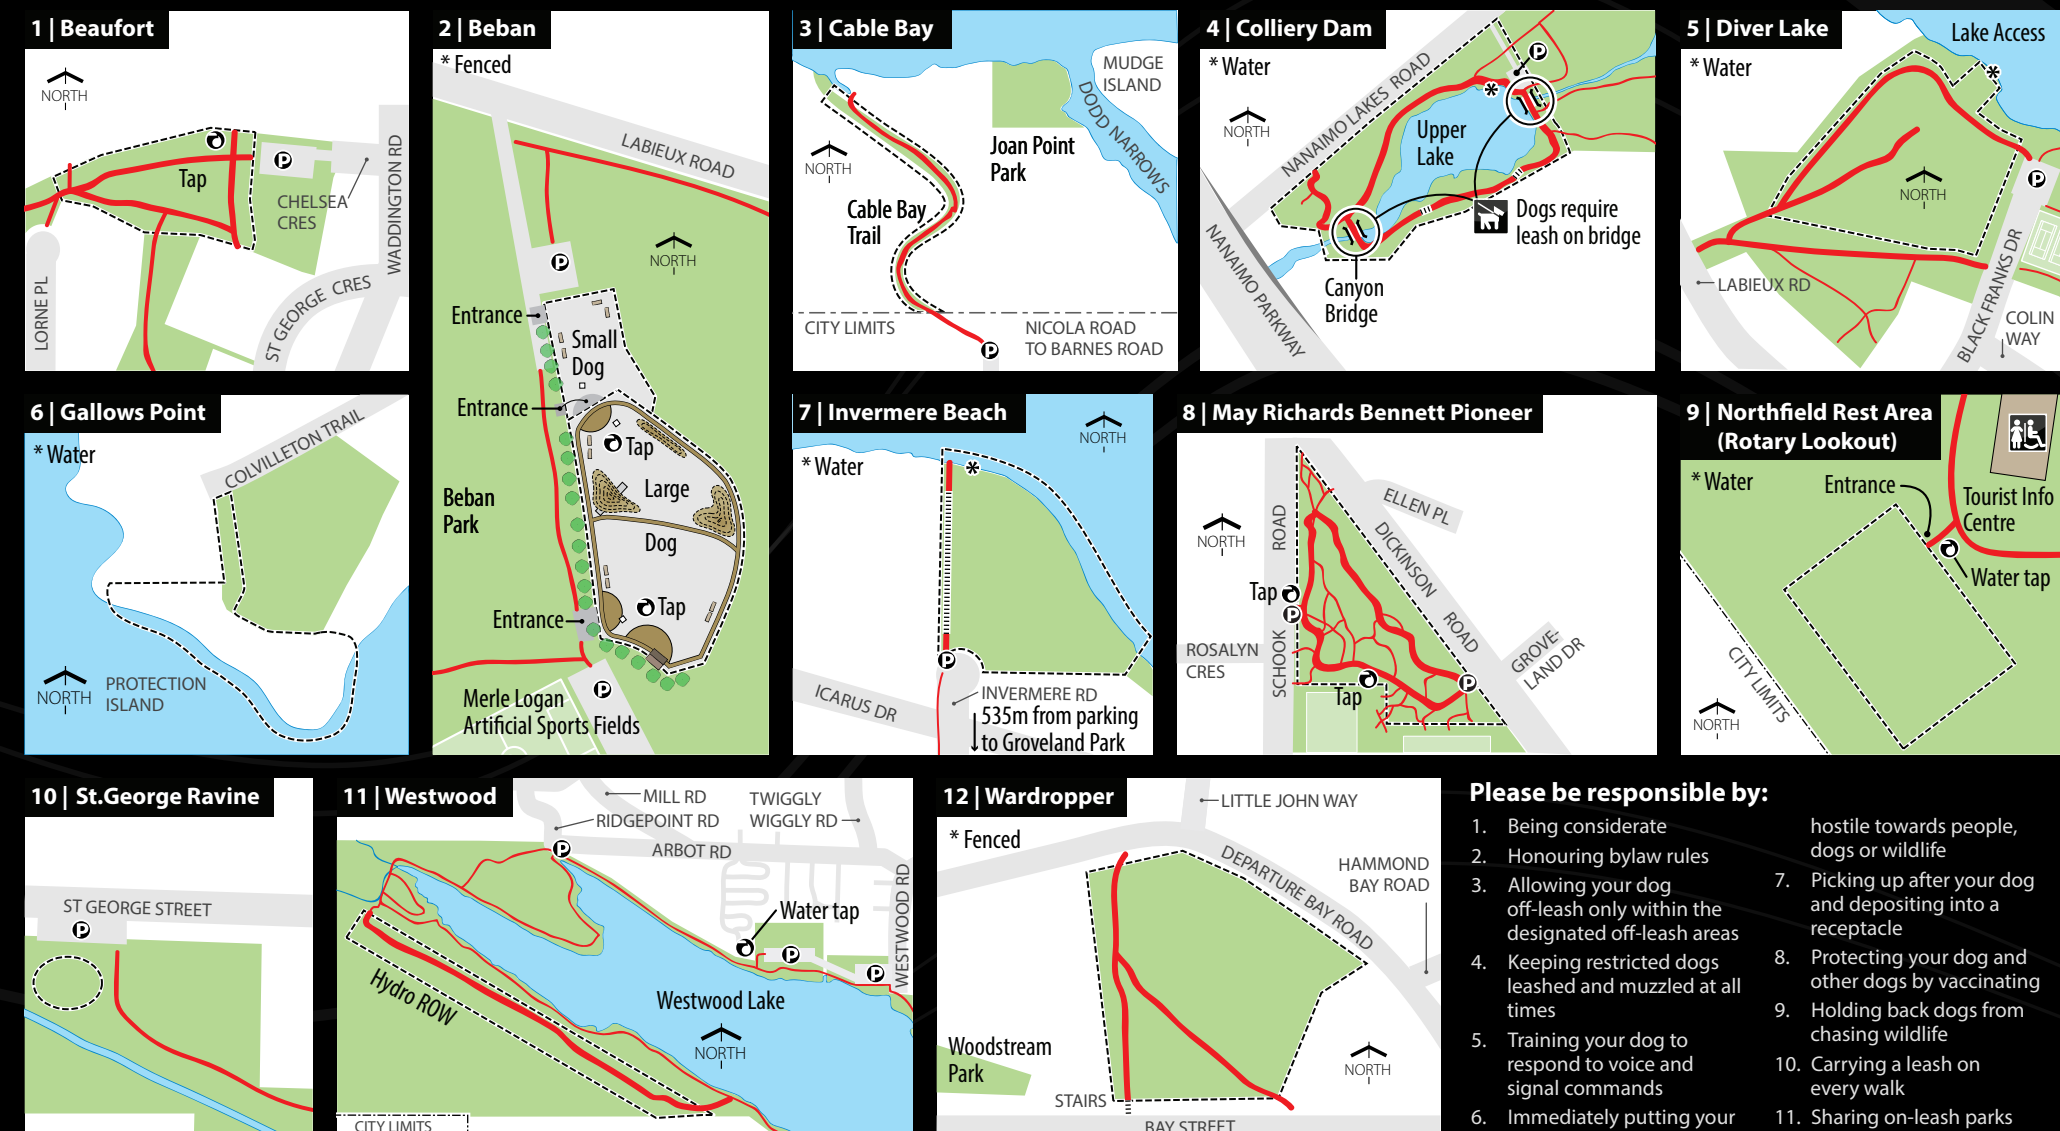 1 | Beaufort
NORTH
Tap
P
CHELSEA
CRES
WADDINGTON RD
LORNE PL
ST GEORGE CRES
2 | Beban
* Fenced
LABIEUX ROAD
NORTH
P
Entrance
Small
Dog
Entrance
Tap
Large
Beban
Park
Dog
Tap
Entrance
P
Merle Logan
Artificial Sports Fields
3 | Cable Bay
MUDGE
ISLAND
DODD NARROWS
Joan Point
Park
NORTH
Cable Bay
Trail
CITY LIMITS
NICOLA ROAD
TO BARNES ROAD
P
4 | Colliery Dam
* Water
P
*
NORTH
NANAIMO LAKES ROAD
Upper
Lake
Dogs require
leash on bridge
NANAIMO PARKWAY
Canyon
Bridge
5 | Diver Lake
* Water
Lake Access
*
P
NORTH
LABIEUX RD
BLACK FRANKS DR
COLIN
WAY
6 | Gallows Point
* Water
COLVILLETON TRAIL
NORTH
PROTECTION
ISLAND
7 | Invermere Beach
* Water
NORTH
*
P
ICARUS DR
INVERMERE RD
535m from parking
to Groveland Park
8 | May Richards Bennett Pioneer
ELLEN PL
NORTH
SCHOOK ROAD
DICKINSON ROAD
Tap
P
ROSALYN
CRES
GROVE-
LAND DR
Tap
P
9 | Northfield Rest Area
(Rotary Lookout)
* Water
Entrance
Tourist Info
Centre
Water tap
CITY LIMITS
NORTH
10 | St.George Ravine
ST GEORGE STREET
P
11 | Westwood
MILL RD
RIDGEPOINT RD
TWIGGLY
WIGGLY RD
P
ARBOT RD
WESTWOOD RD
Water tap
P
P
Hydro ROW
Westwood Lake
NORTH
CITY LIMITS
12 | Wardropper
* Fenced
LITTLE JOHN WAY
DEPARTURE BAY ROAD
HAMMOND
BAY ROAD
Woodstream
Park
NORTH
STAIRS
BAY STREET
Please be responsible by:
1. Being considerate
2. Honouring bylaw rules
3. Allowing your dog
off-leash only within the
designated off-leash areas
4. Keeping restricted dogs
leashed and muzzled at all
times
5. Training your dog to
respond to voice and
signal commands
6. Immediately putting your
hostile towards people,
dogs or wildlife
7. Picking up after your dog
and depositing into a
receptacle
8. Protecting your dog and
other dogs by vaccinating
9. Holding back dogs from
chasing wildlife
10. Carrying a leash on
every walk
11. Sharing on-leash parks